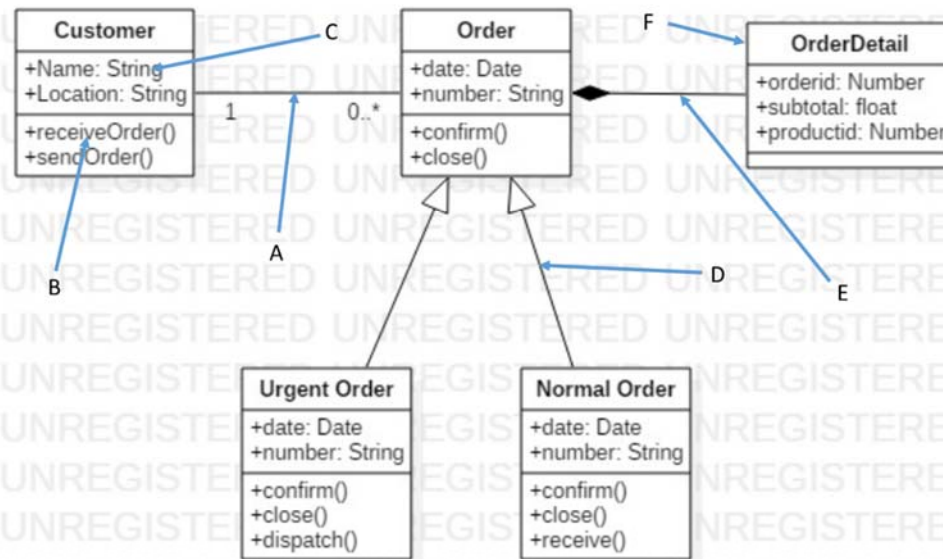 Customer
+Name: String
+Location: String
+receiveOrder()
+sendOrder()
C
1
0..*
Order
+date: Date
+number: String
+confirm()
+close()
F
OrderDetail
+orderid: Number
+subtotal: float
+productid: Number
A
B
D
E
Urgent Order
+date: Date
+number: String
+confirm()
+close()
+dispatch()
Normal Order
+date: Date
+number: String
+confirm()
+close()
+receive()
UNREGISTERED UNREGISTERED UNREGISTERED